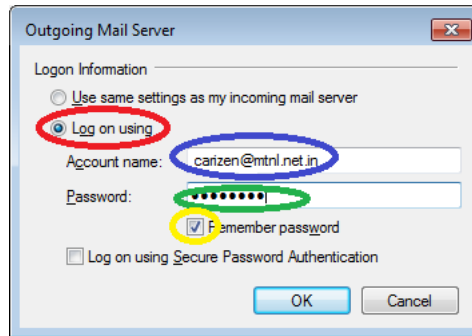 Outgoing Mail Server
Logon Information
Use same settings as my incoming mail server
Log on using
Account name: carizen@mtnl.net.in
Password: ••••••••
Remember password
Log on using Secure Password Authentication
OK Cancel